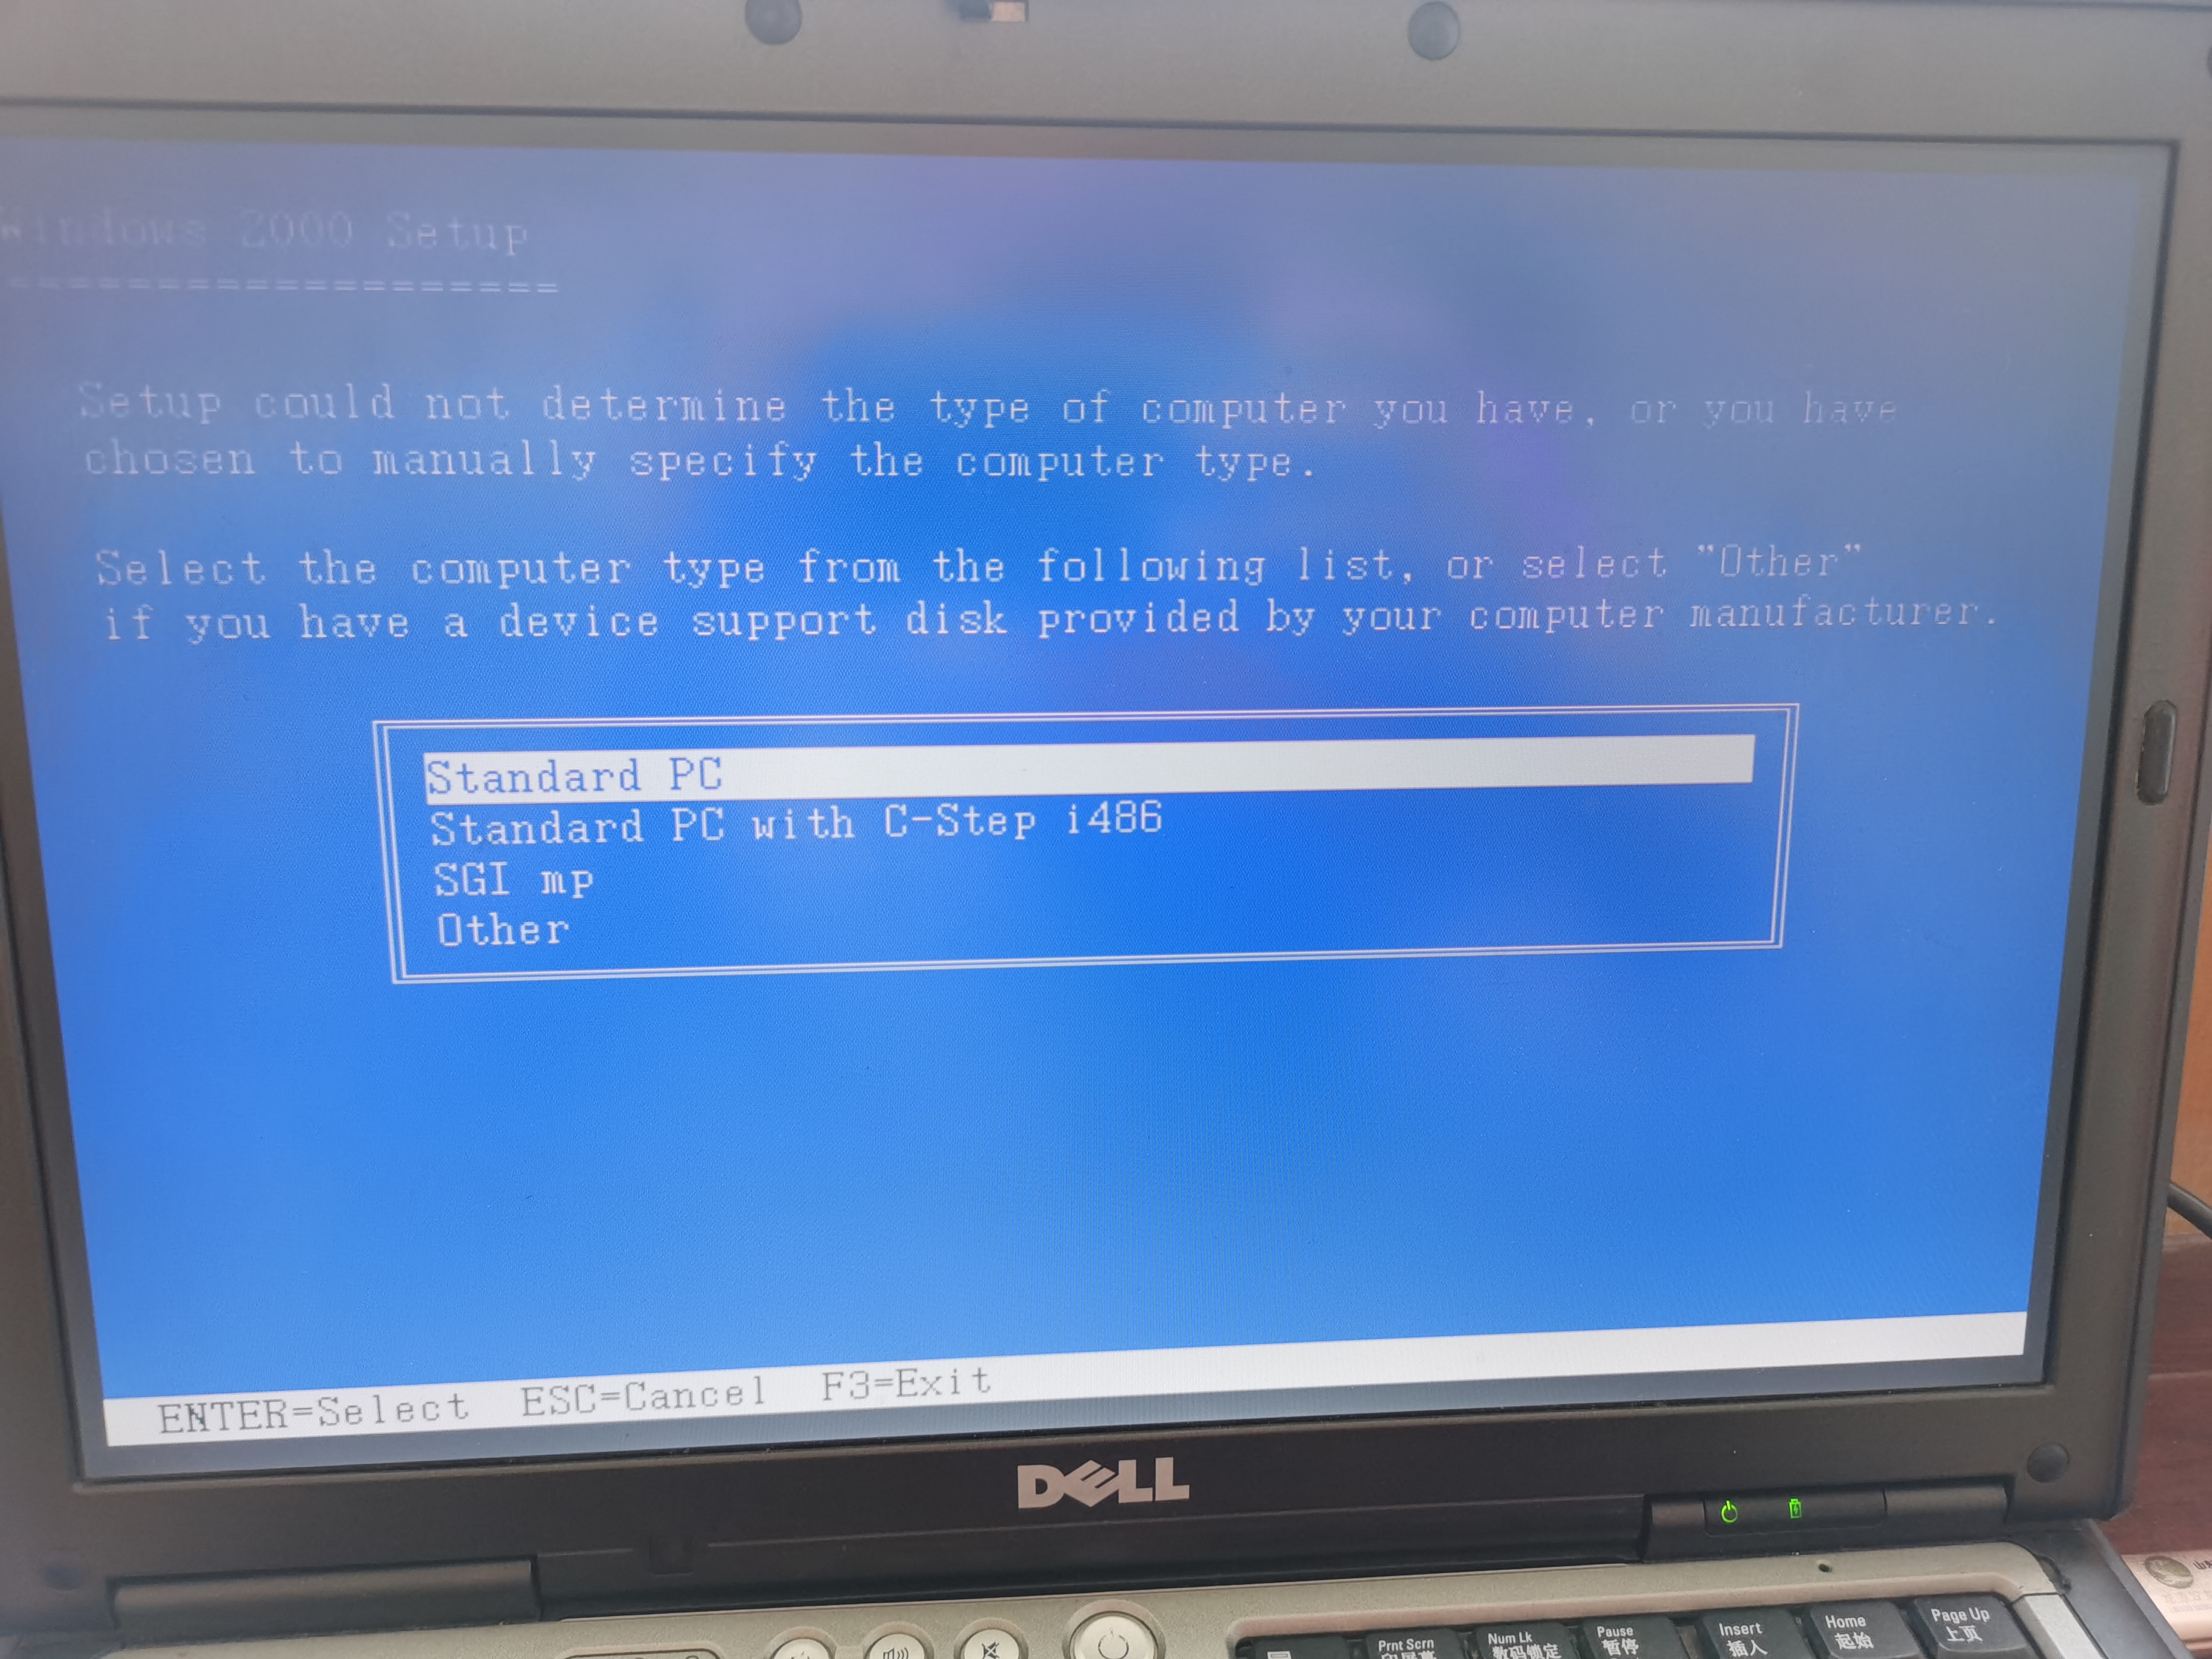 Windows 2000 Setup
===================
Setup could not determine the type of computer you have, or you have
chosen to manually specify the computer type.
Select the computer type from the following list, or select "Other"
if you have a device support disk provided by your computer manufacturer.
Standard PC
Standard PC with C-Step i486
SGI mp
Other
ENTER=Select ESC=Cancel F3=Exit
DELL
Prnt Scrn
Num Lk
数码锁定
Pause
暂停
Insert
插入
Home
起始
Page Up
上页